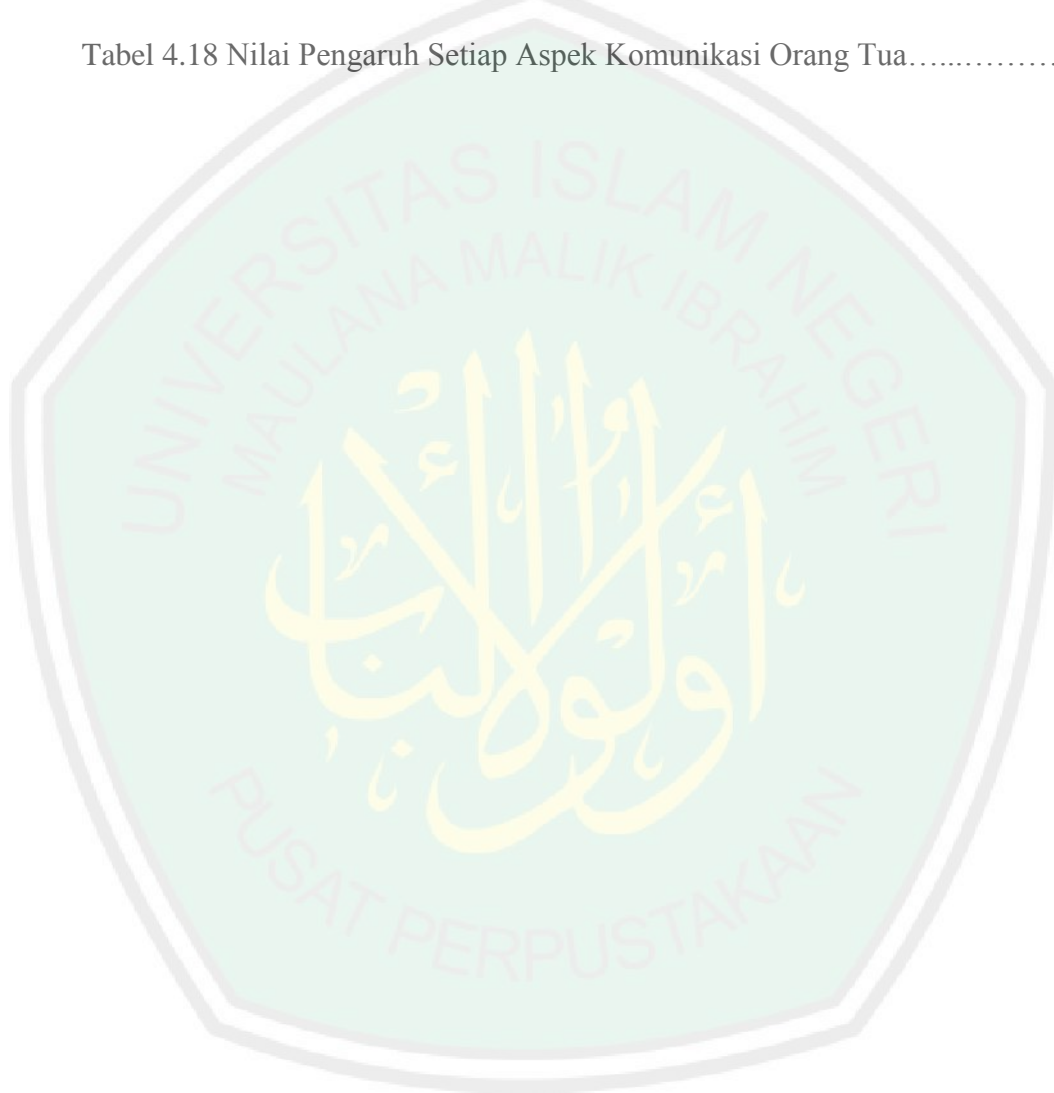 Tabel 4.18 Nilai Pengaruh Setiap Aspek Komunikasi Orang Tua…...………
UNIVERSITAS ISLAM NEGERI
MAULANA MALIK IBRAHIM
أولوا الألباب
PUSAT PERPUSTAKAAN